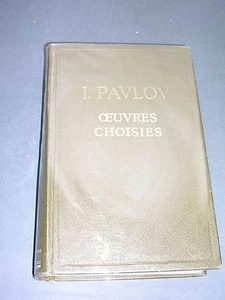 I. PAVLOV
ŒUVRES
CHOISIES